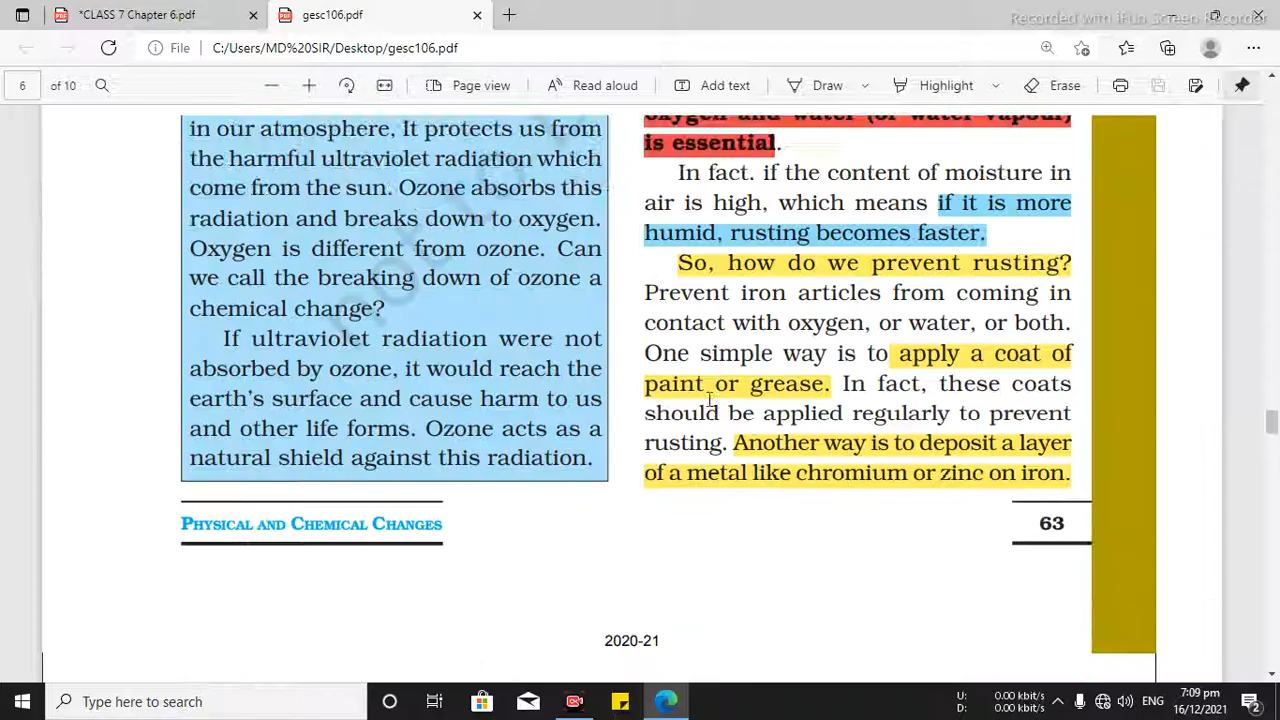 *CLASS 7 Chapter 6.pdf
gesc106.pdf
Recorded with iFun Screen Recorder
File
C:/Users/MD%20SIR/Desktop/gesc106.pdf
6 of 10
Page view
Read aloud
Add text
Draw
Highlight
Erase
in our atmosphere, It protects us from
the harmful ultraviolet radiation which
come from the sun. Ozone absorbs this
radiation and breaks down to oxygen.
Oxygen is different from ozone. Can
we call the breaking down of ozone a
chemical change?
If ultraviolet radiation were not
absorbed by ozone, it would reach the
earth's surface and cause harm to us
and other life forms. Ozone acts as a
natural shield against this radiation.
oxygen and water (or water vapour)
is essential.
In fact. if the content of moisture in
air is high, which means if it is more
humid, rusting becomes faster.
So, how do we prevent rusting?
Prevent iron articles from coming in
contact with oxygen, or water, or both.
One simple way is to apply a coat of
paint or grease. In fact, these coats
should be applied regularly to prevent
rusting. Another way is to deposit a layer
of a metal like chromium or zinc on iron.
PHYSICAL AND CHEMICAL CHANGES
63
2020-21
Type here to search
U: 0.00 kbit/s
D: 0.00 kbit/s
ENG
7:09 pm
16/12/2021
2